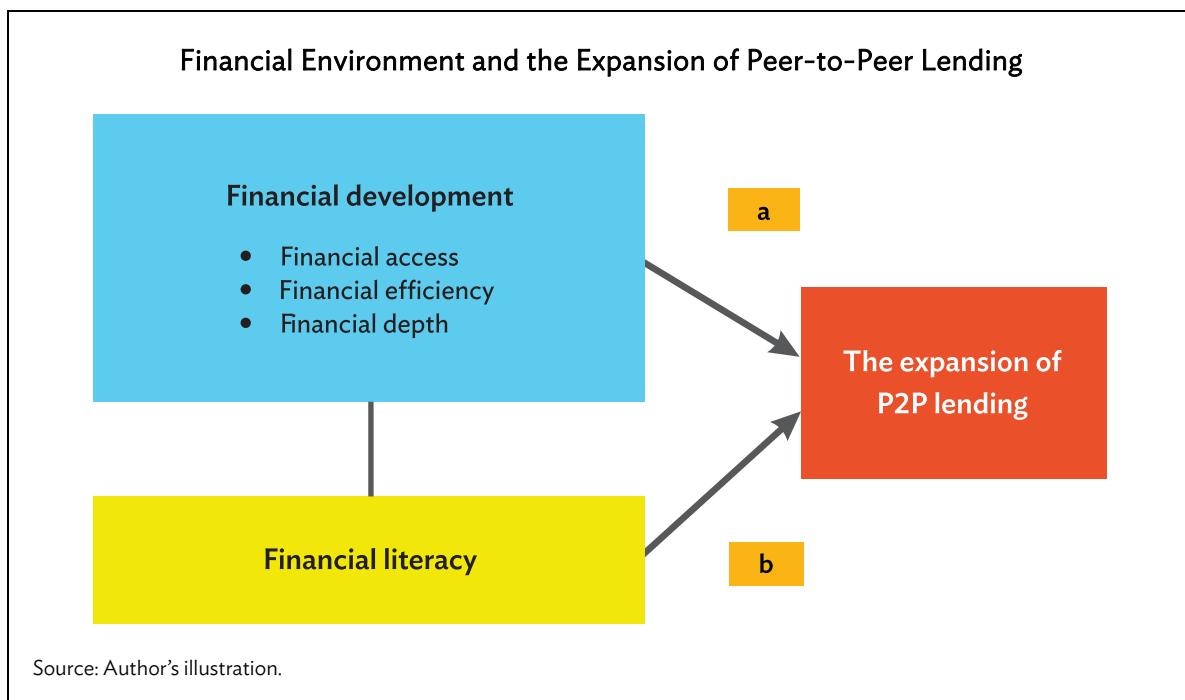 Financial Environment and the Expansion of Peer-to-Peer Lending
Financial development
• Financial access
• Financial efficiency
• Financial depth
a
The expansion of
P2P lending
Financial literacy
b
Source: Author’s illustration.